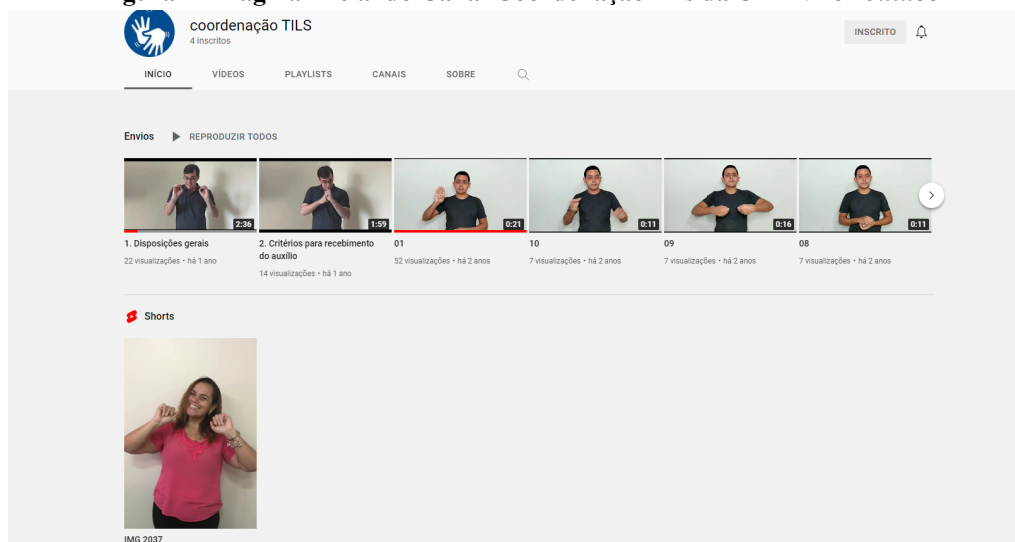 coordenação TILS
4 inscritos
INSCRITO
INÍCIO VÍDEOS PLAYLISTS CANAIS SOBRE
Envios REPRODUZIR TODOS
2:36 1:59 0:21 0:11 0:16 0:11
1. Disposições gerais 2. Critérios para recebimento 01 10 09 08
do auxílio
22 visualizações • há 1 ano 52 visualizações • há 2 anos 7 visualizações • há 2 anos 7 visualizações • há 2 anos 7 visualizações • há 2 anos
14 visualizações • há 1 ano
Shorts
IMG 2037